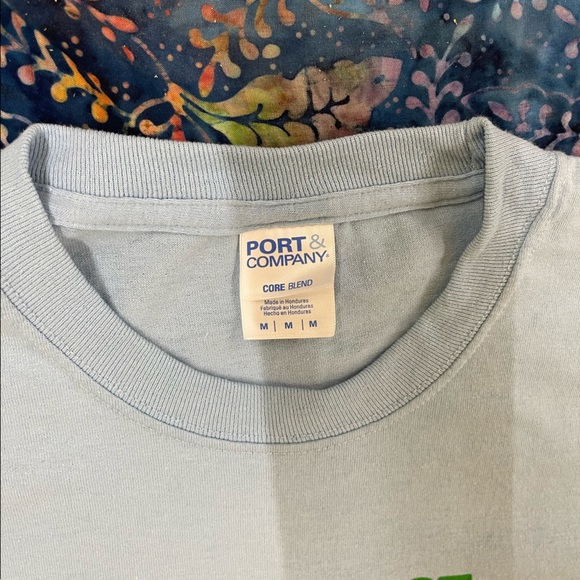 PORT &
COMPANY®
CORE BLEND
Made in Honduras
Fabriqué au Honduras
Hecho en Honduras
M | M | M